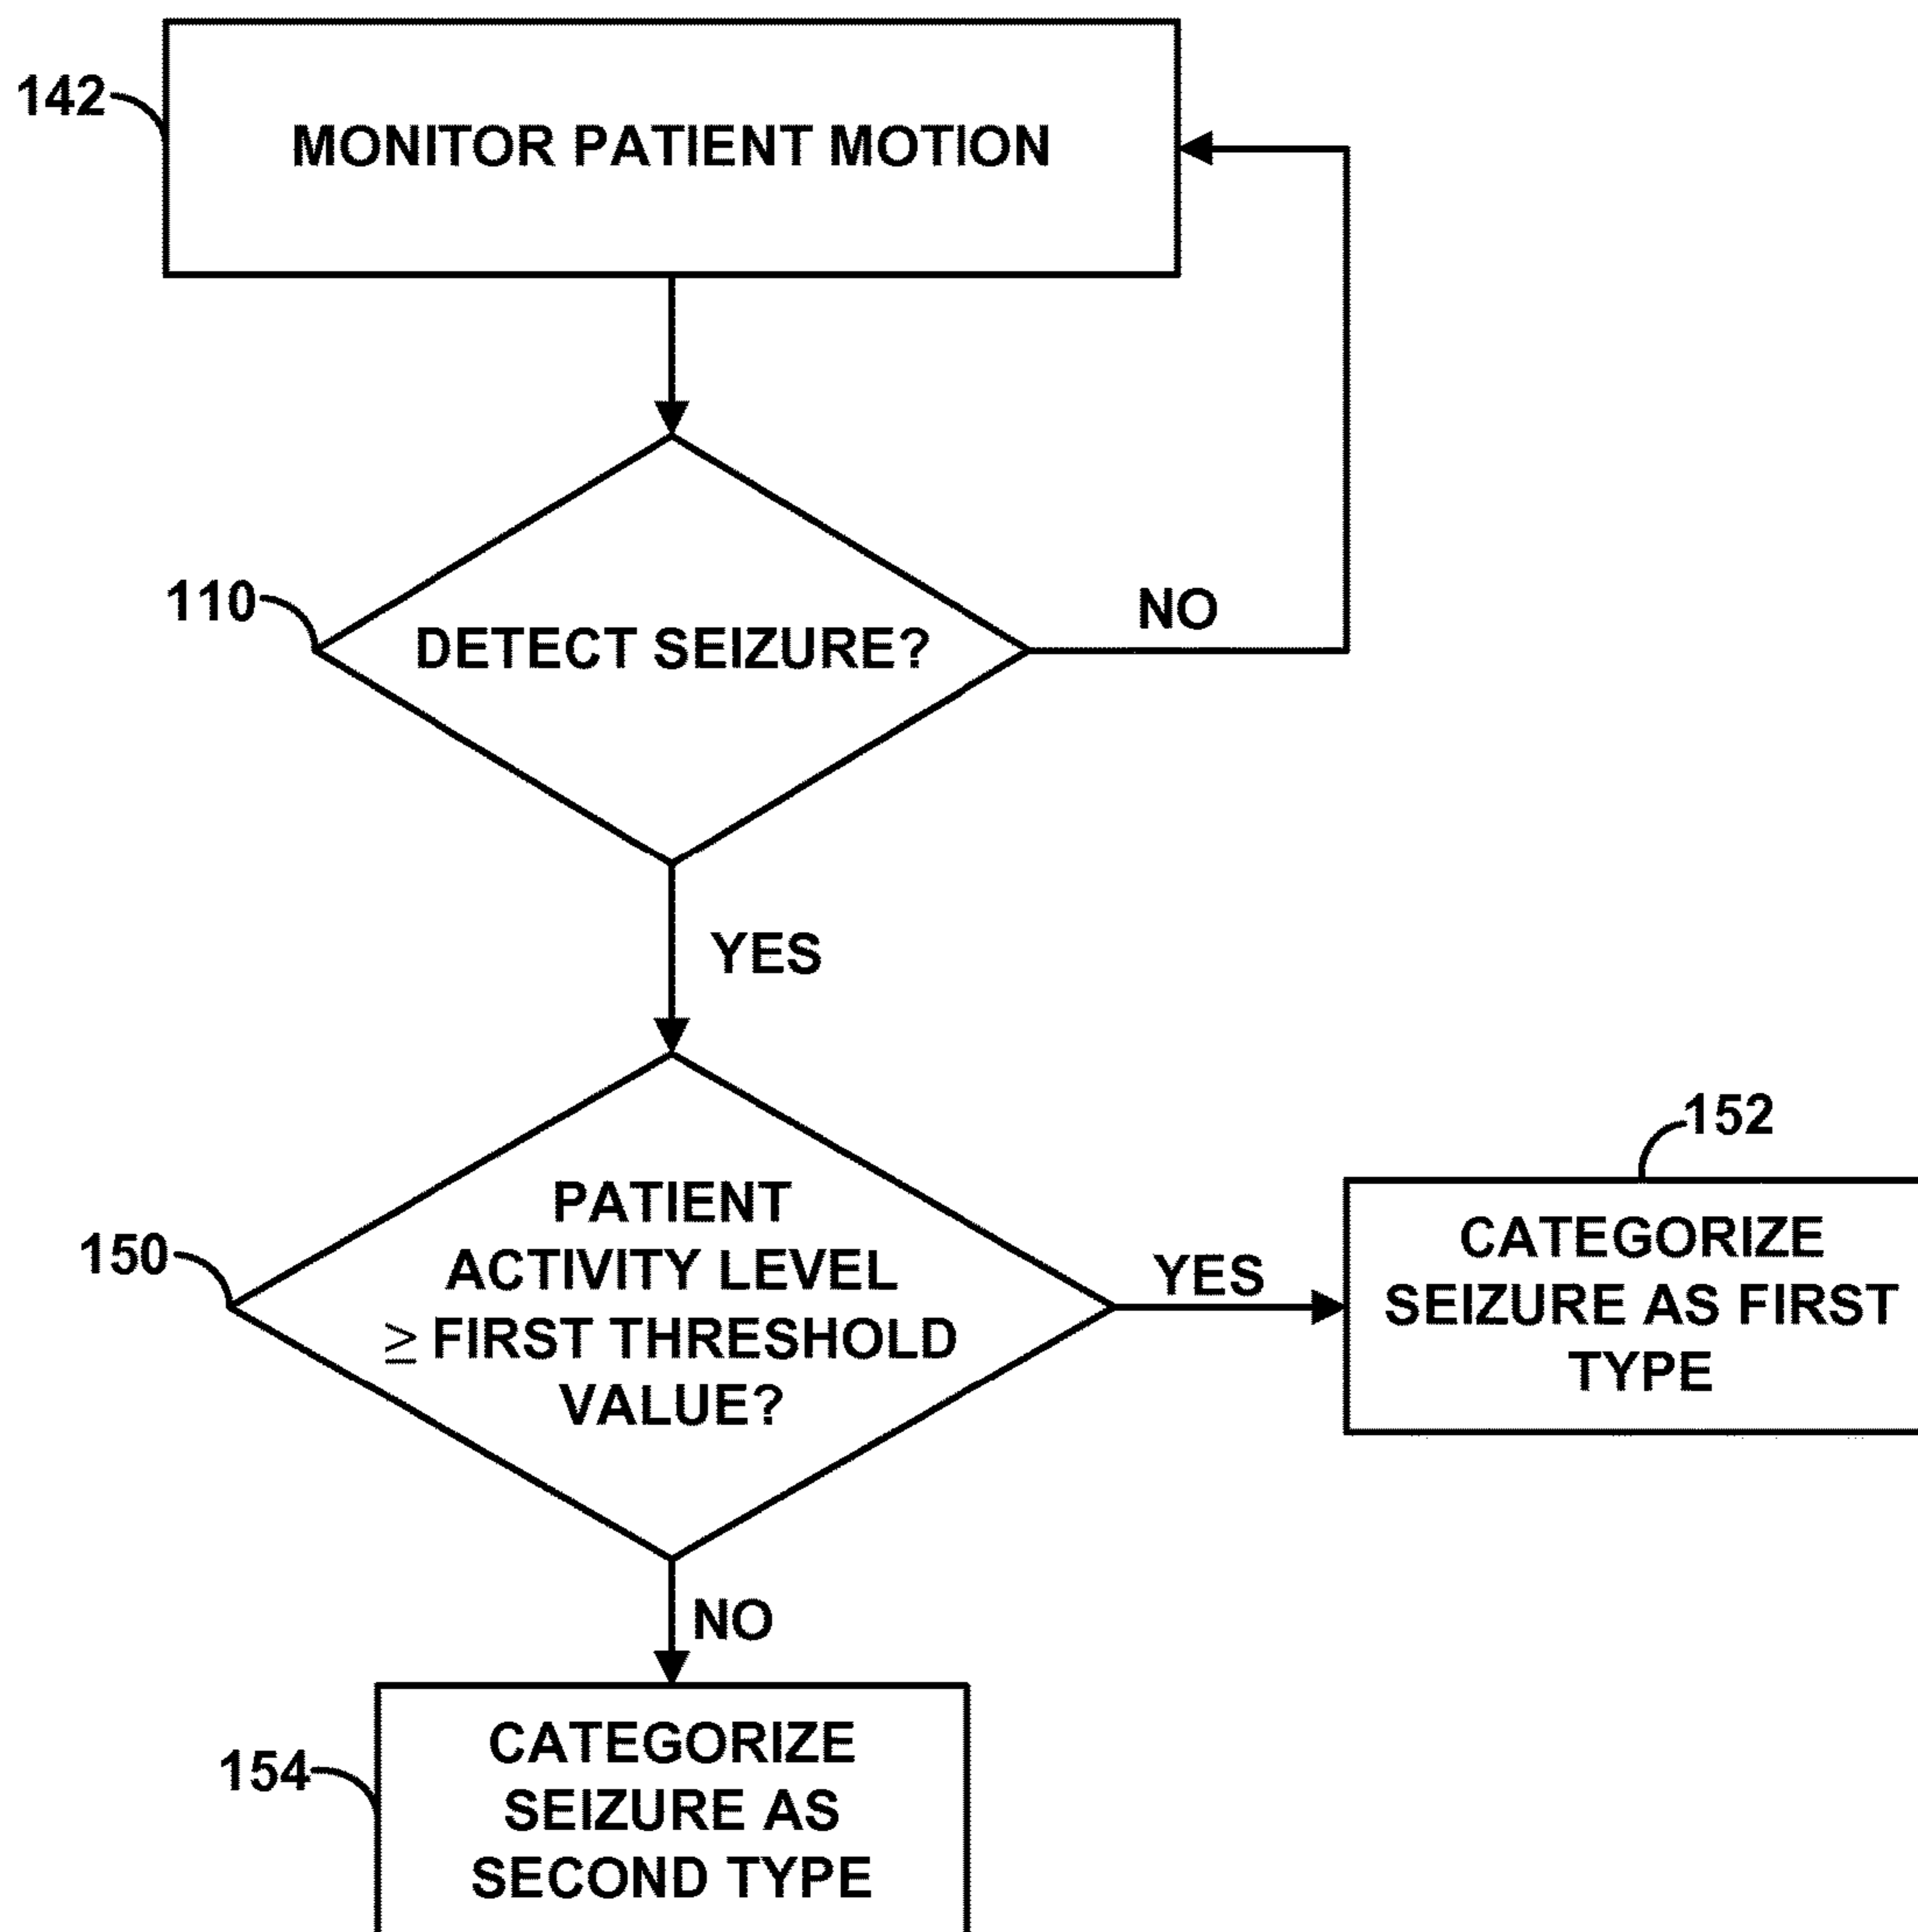 142
MONITOR PATIENT MOTION
110
DETECT SEIZURE?
NO
YES
150
PATIENT
ACTIVITY LEVEL
≥ FIRST THRESHOLD
VALUE?
YES
152
CATEGORIZE
SEIZURE AS FIRST
TYPE
NO
154
CATEGORIZE
SEIZURE AS
SECOND TYPE